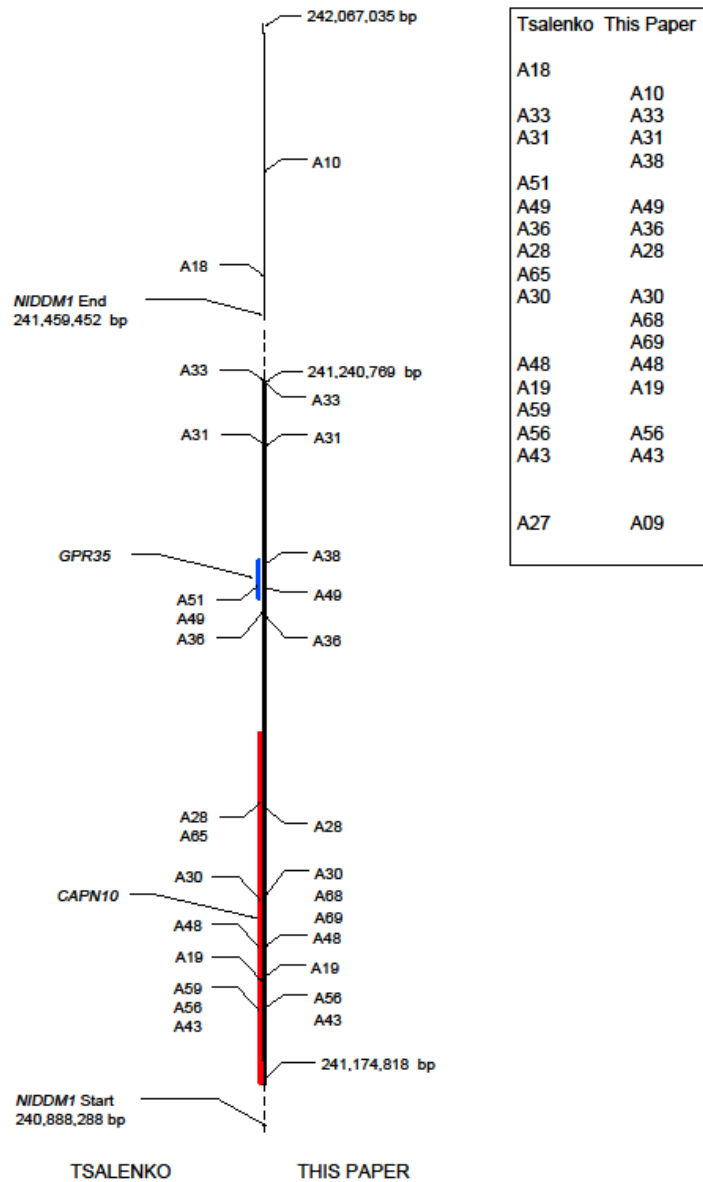 242,067,035 bp
A10
A18
NIDDM1 End
241,459,452 bp
A33
241,240,769 bp
A33
A31
A31
GPR35
A38
A51
A49
A49
A36
A36
A28
A28
A65
A30
A30
A68
CAPN10
A69
A48
A48
A19
A19
A59
A56
A56
A43
A43
241,174,818 bp
NIDDM1 Start
240,888,288 bp
TSALENKO THIS PAPER
Tsalenko This Paper
A18
A10
A33 A33
A31 A31
A38
A51
A49 A49
A36 A36
A28 A28
A65
A30 A30
A68
A69
A48 A48
A19 A19
A59
A56 A56
A43 A43
A27 A09